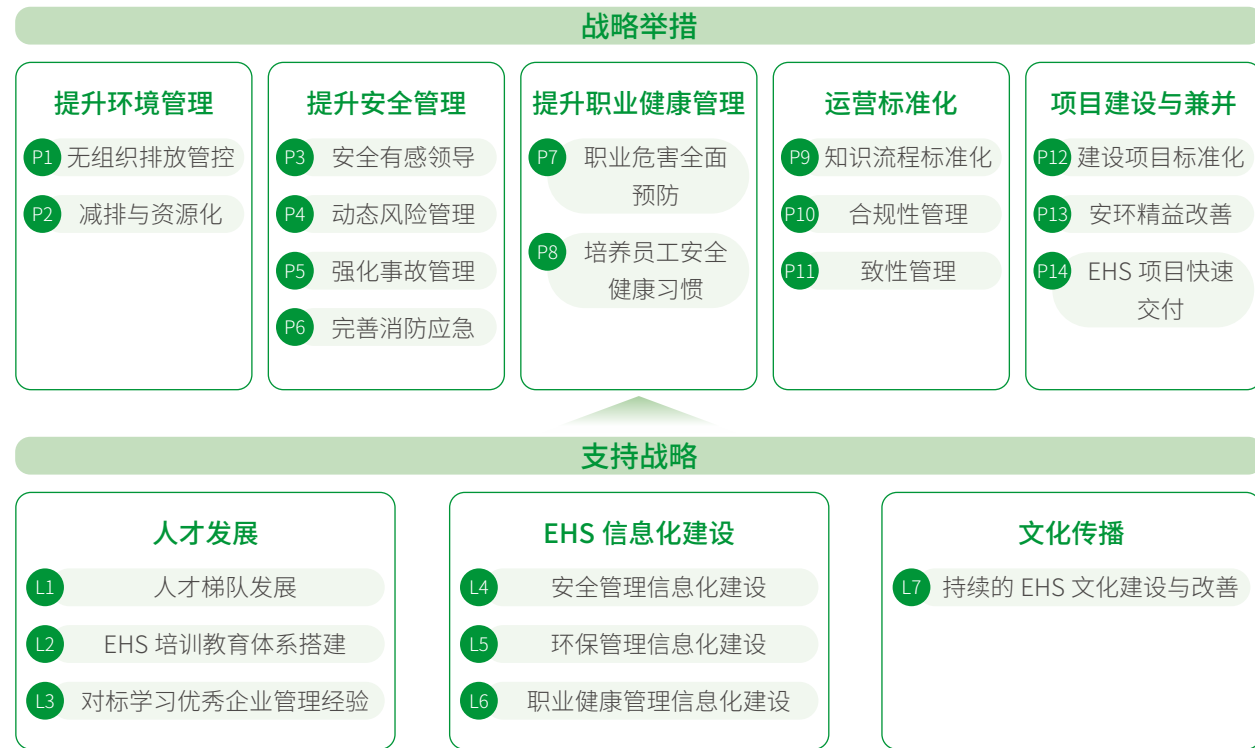 战略举措
提升环境管理
P1 无组织排放管控
P2 减排与资源化
提升安全管理
P3 安全有感领导
P4 动态风险管理
P5 强化事故管理
P6 完善消防应急
提升职业健康管理
P7 职业危害全面
预防
P8 培养员工安全
健康习惯
运营标准化
P9 知识流程标准化
P10 合规性管理
P11 致性管理
项目建设与兼并
P12 建设项目标准化
P13 安环精益改善
P14 EHS 项目快速
交付
支持战略
人才发展
L1 人才梯队发展
L2 EHS 培训教育体系搭建
L3 对标学习优秀企业管理经验
EHS 信息化建设
L4 安全管理信息化建设
L5 环保管理信息化建设
L6 职业健康管理信息化建设
文化传播
L7 持续的 EHS 文化建设与改善